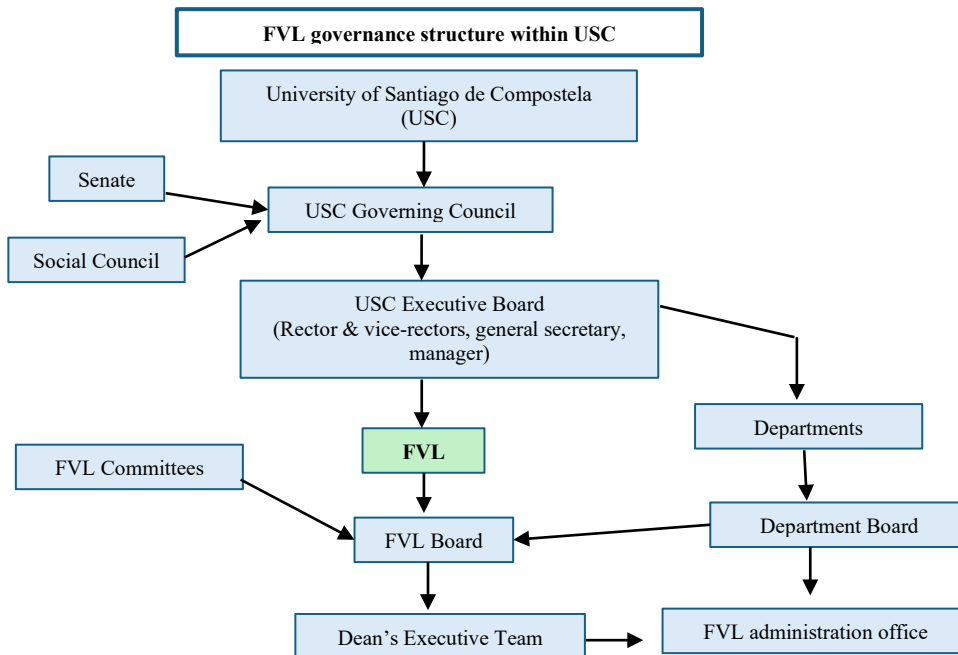 FVL governance structure within USC
University of Santiago de Compostela
(USC)
Senate
USC Governing Council
Social Council
USC Executive Board
(Rector & vice-rectors, general secretary,
manager)
Departments
FVL
FVL Committees
Department Board
FVL Board
Dean’s Executive Team
FVL administration office